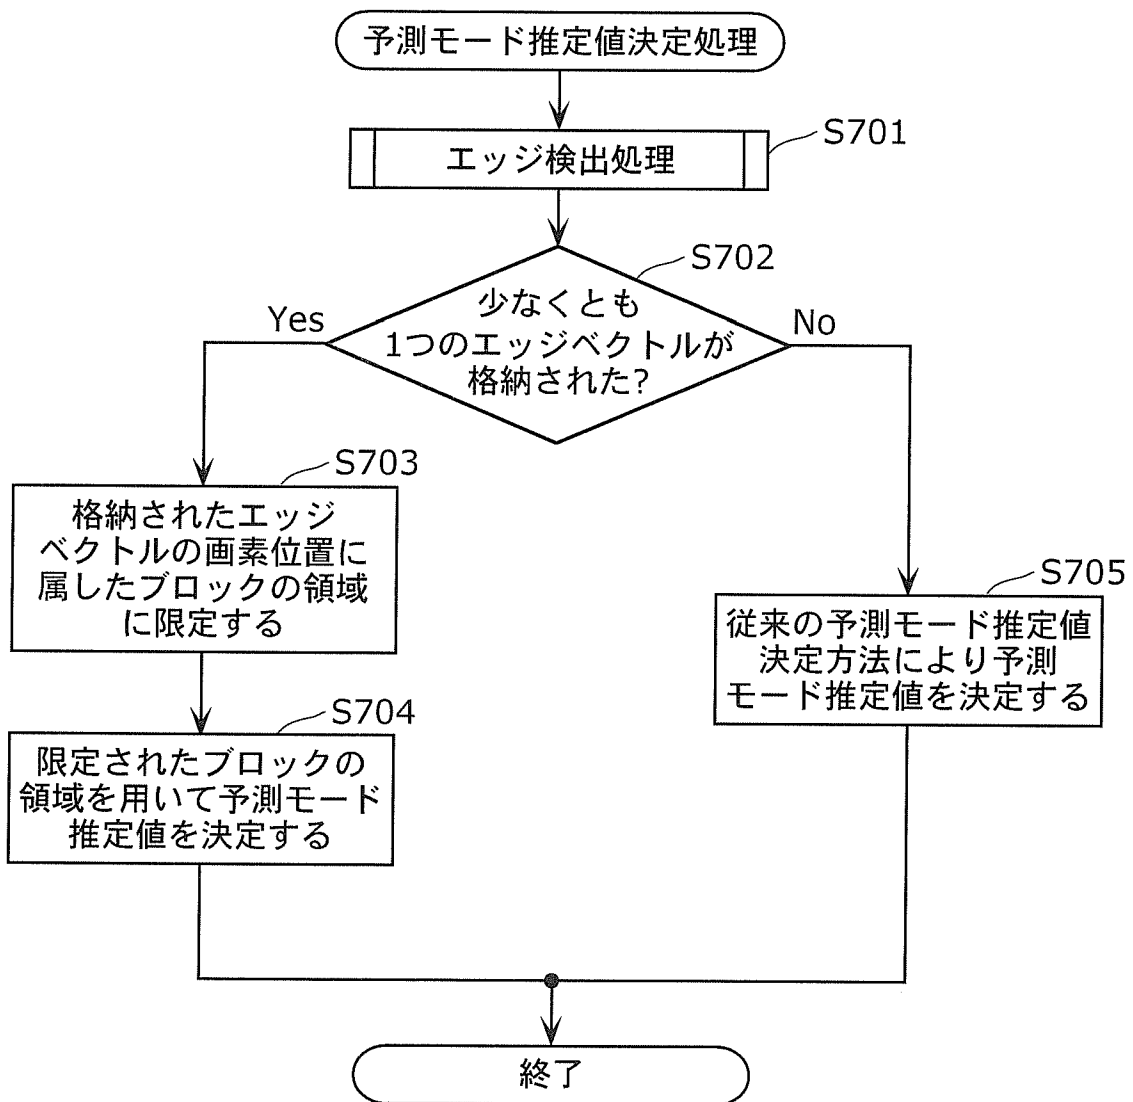 予測モード推定値決定処理
S701
エッジ検出処理
S702
少なくとも
1つのエッジベクトルが
格納された?
Yes
No
S703
格納されたエッジ
ベクトルの画素位置に
属したブロックの領域
に限定する
S704
限定されたブロックの
領域を用いて予測モード
推定値を決定する
S705
従来の予測モード推定値
決定方法により予測
モード推定値を決定する
終了